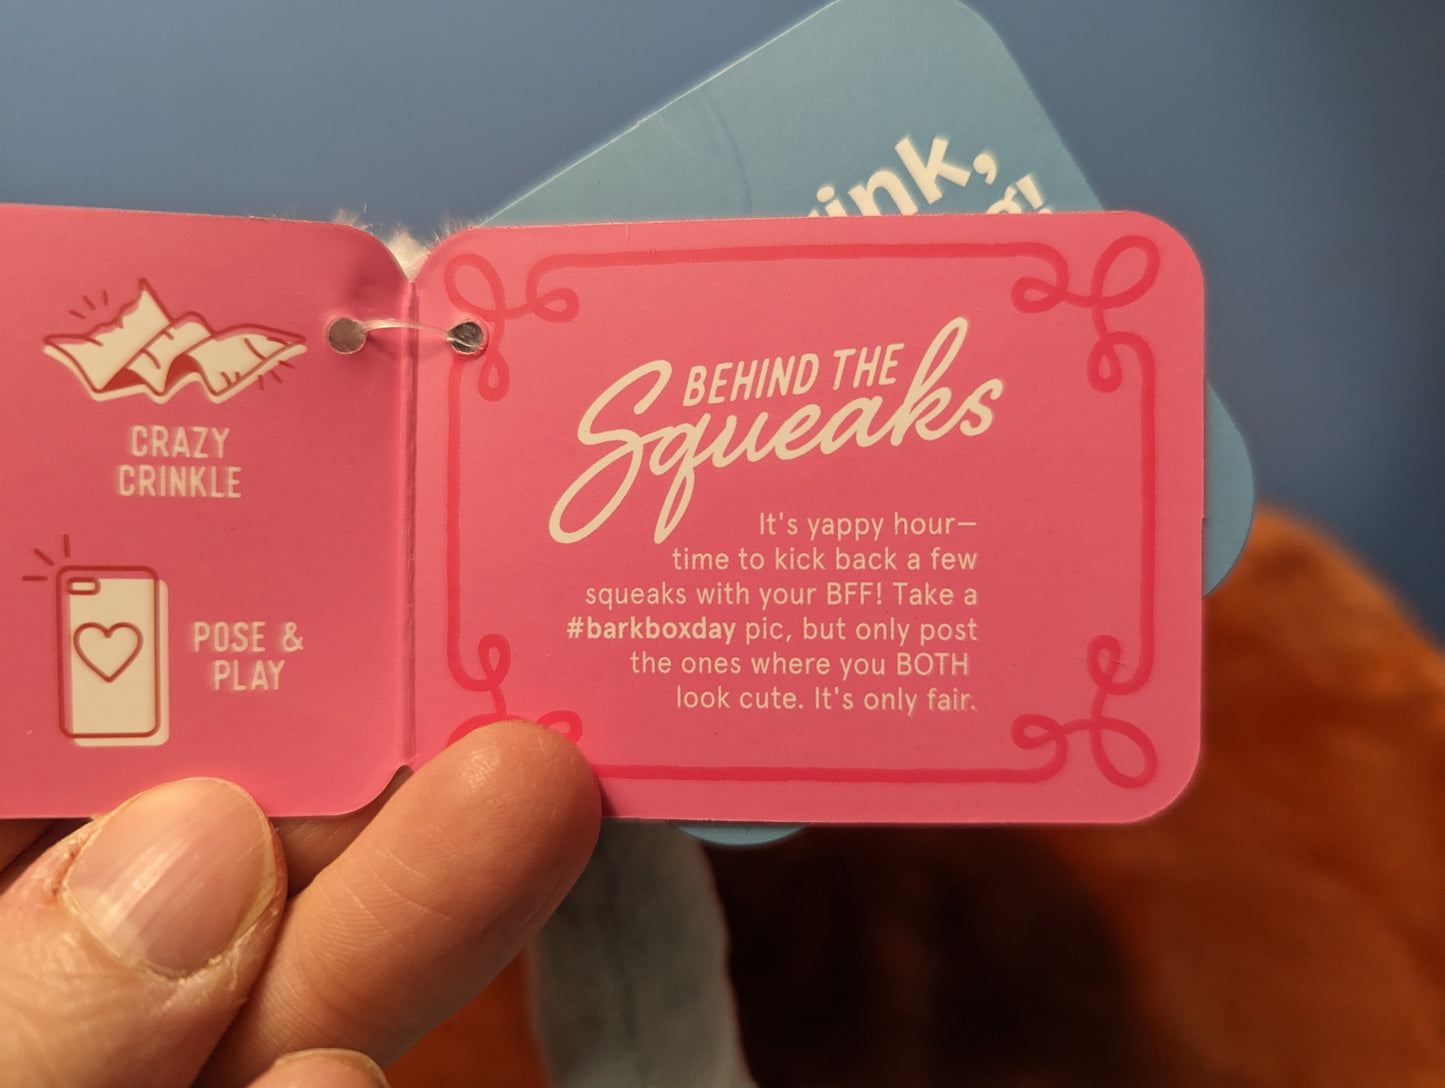 CRAZY
CRINKLE
POSE &
PLAY
BEHIND THE
Squeaks
It's yappy hour—
time to kick back a few
squeaks with your BFF! Take a
#barkboxday pic, but only post
the ones where you BOTH
look cute. It's only fair.